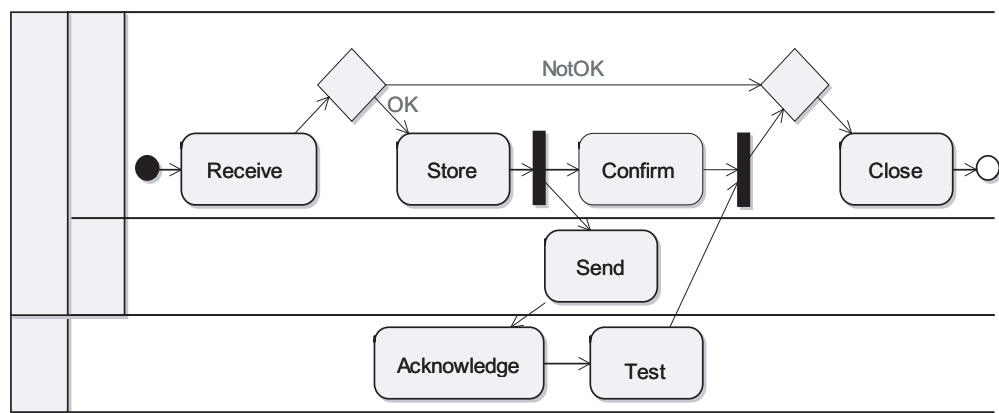 NotOK
OK
Receive
Store
Confirm
Close
Send
Acknowledge
Test